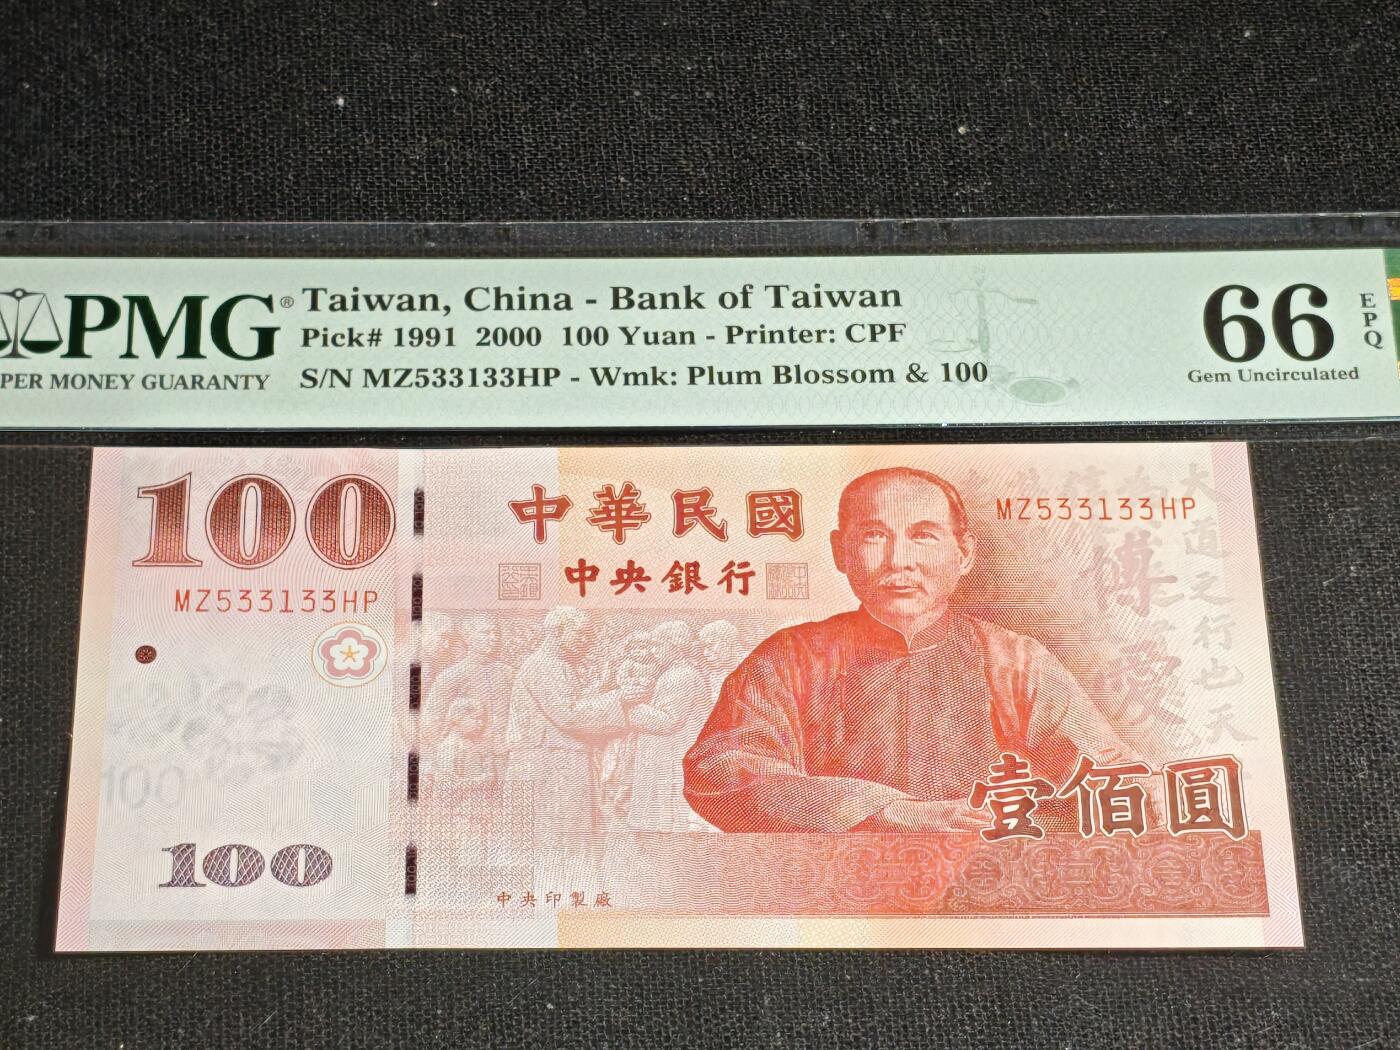 PMG®
PER MONEY GUARANTY
Taiwan, China - Bank of Taiwan
Pick# 1991 2000 100 Yuan - Printer: CPF
S/N MZ533133HP - Wmk: Plum Blossom & 100
66
EPQ
Gem Uncirculated
100
中華民國
MZ533133HP
中央銀行
MZ533133HP
博愛
大道之行也天
100
壹佰圓
100
中央印製廠